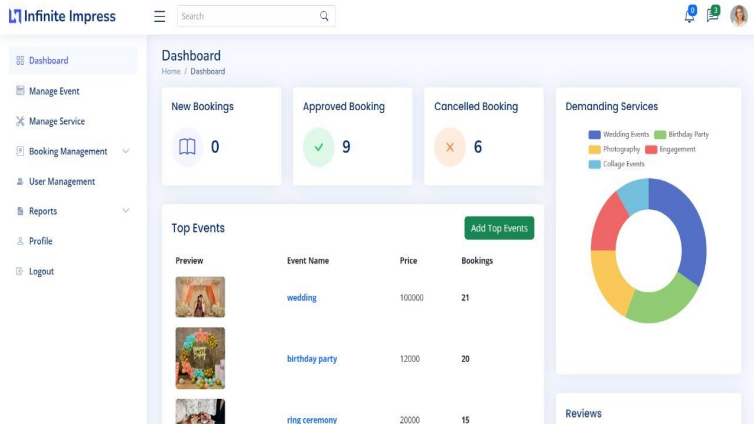 Infinite Impress
Search
0
3
Dashboard
Manage Event
Manage Service
Booking Management
User Management
Reports
Profile
Logout
Dashboard
Home / Dashboard
New Bookings
0
Approved Booking
9
Cancelled Booking
6
Demanding Services
Wedding Events Birthday Party
Photography Engagement
Collage Events
Top Events
Add Top Events
Preview Event Name Price Bookings
wedding 100000 21
birthday party 12000 20
ring ceremony 20000 15
Reviews